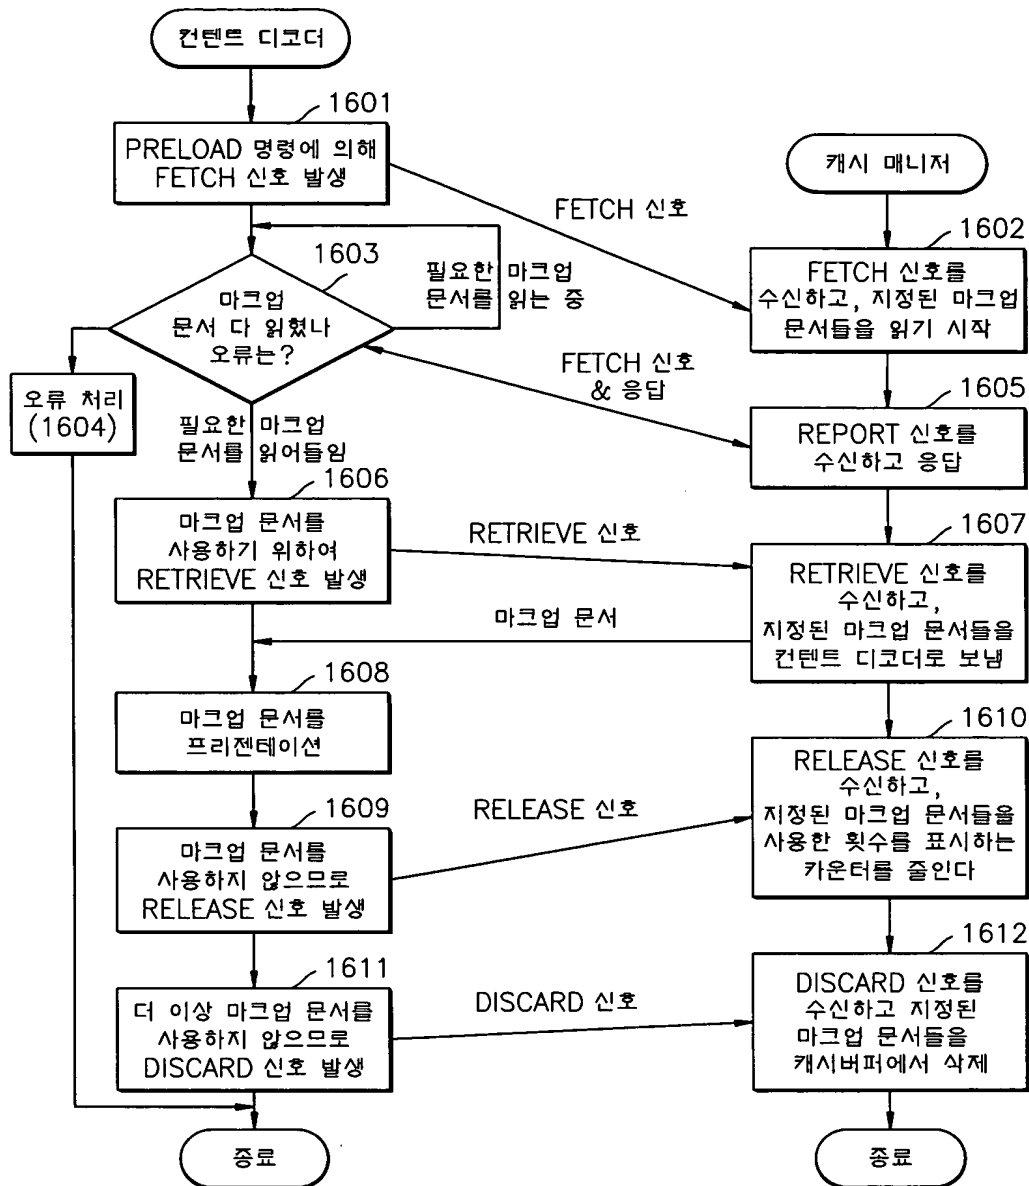 컨텐트 디코더
1601
PRELOAD 명령에 의해
FETCH 신호 발생
캐시 매니저
FETCH 신호
1602
FETCH 신호를
수신하고, 지정된 마크업
문서들을 읽기 시작
1603
마크업
문서 다 읽혔나
오류는?
필요한 마크업
문서를 읽는 중
오류 처리
(1604)
FETCH 신호
& 응답
1605
REPORT 신호를
수신하고 응답
필요한 마크업
문서를 읽어들임
1606
마크업 문서를
사용하기 위하여
RETRIEVE 신호 발생
RETRIEVE 신호
1607
RETRIEVE 신호를
수신하고,
지정된 마크업 문서들을
컨텐트 디코더로 보냄
마크업 문서
1608
마크업 문서를
프리젠테이션
1610
RELEASE 신호를
수신하고,
지정된 마크업 문서들을
사용한 횟수를 표시하는
카운터를 줄인다
1609
마크업 문서를
사용하지 않으므로
RELEASE 신호 발생
RELEASE 신호
1611
더 이상 마크업 문서를
사용하지 않으므로
DISCARD 신호 발생
DISCARD 신호
1612
DISCARD 신호를
수신하고 지정된
마크업 문서들을
캐시버퍼에서 삭제
종료
종료